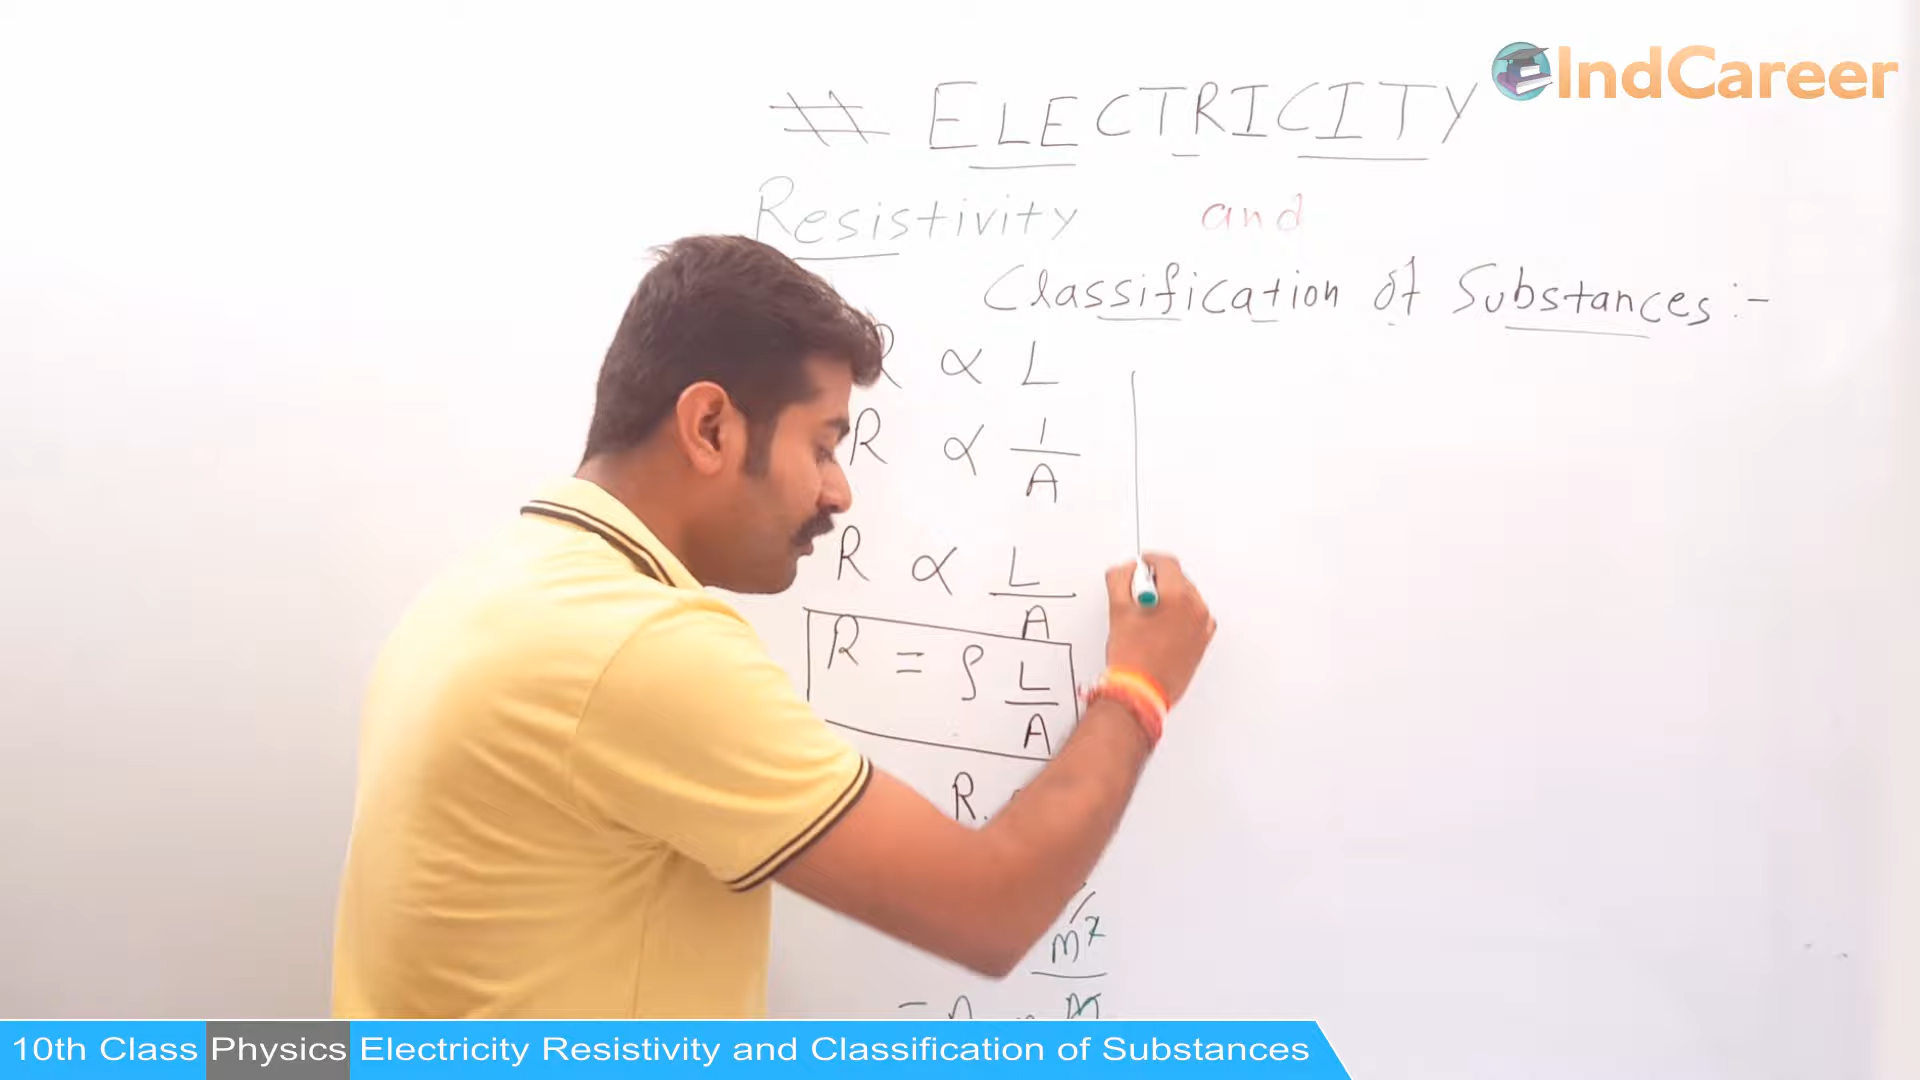 IndCareer
# ELECTRICITY
Resistivity and
Classification of Substances :-
R ∝ L
R ∝ 1/A
R ∝ L/A
R = ρ L/A
R.
m²
m
10th Class Physics Electricity Resistivity and Classification of Substances